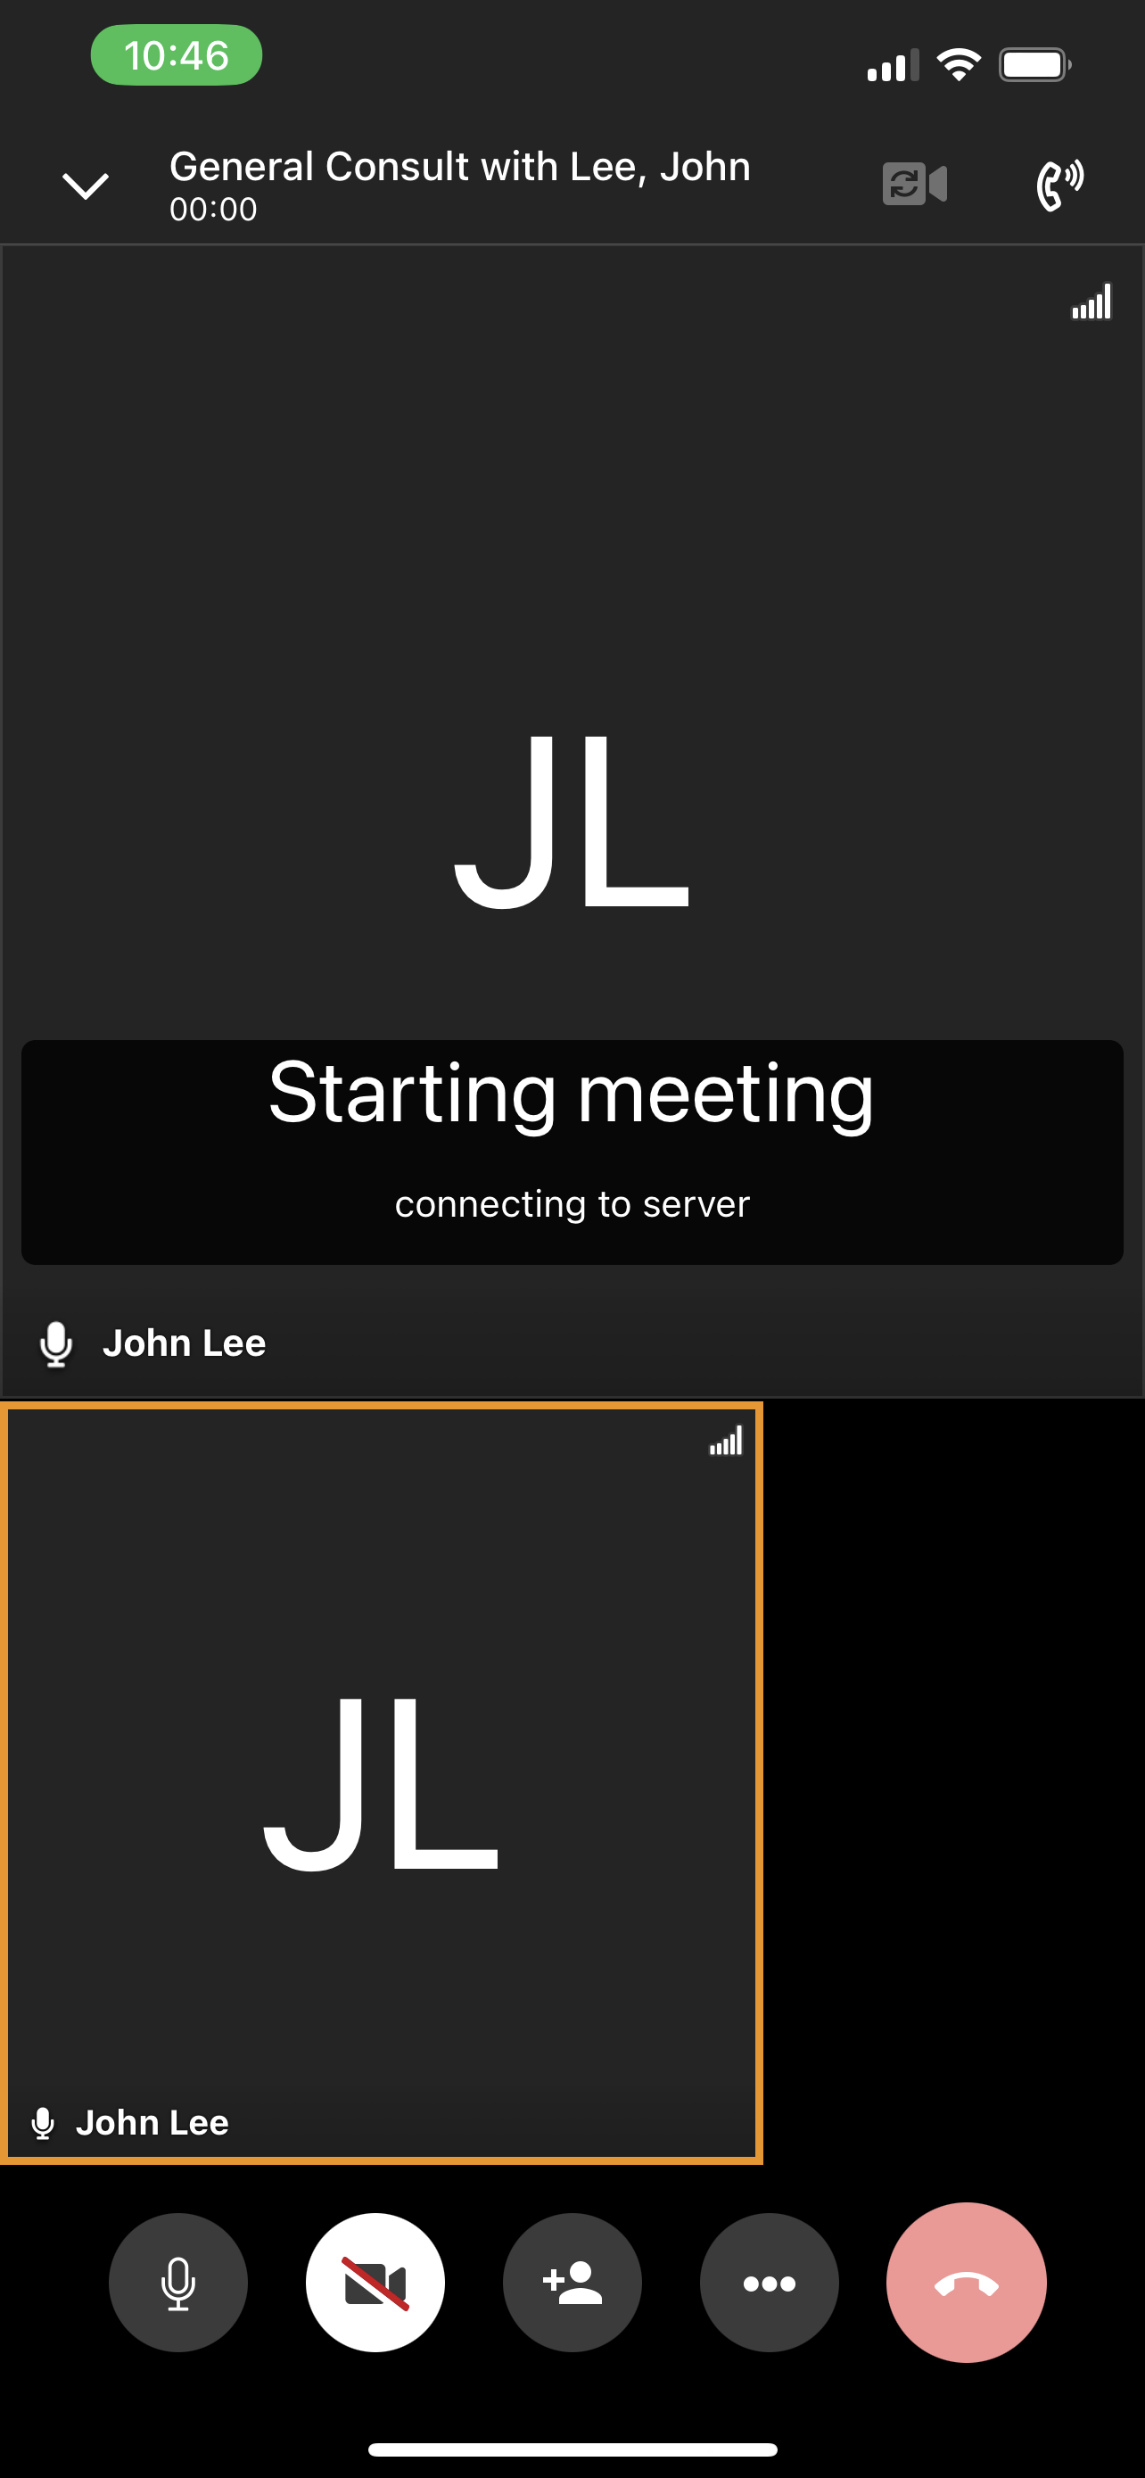 10:46
General Consult with Lee, John
00:00
JL
Starting meeting
connecting to server
John Lee
JL
John Lee